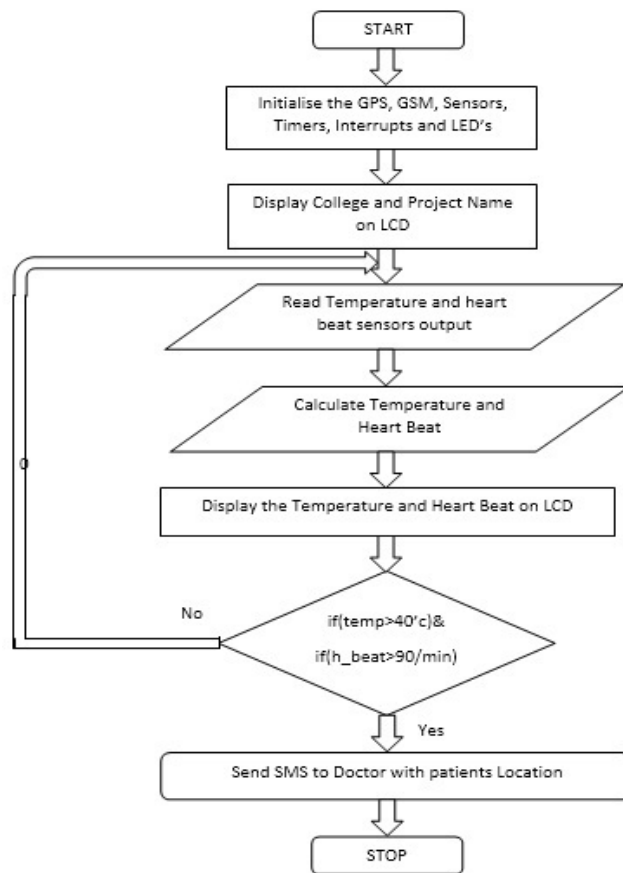 START
Initialise the GPS, GSM, Sensors,
Timers, Interrupts and LED's
Display College and Project Name
on LCD
Read Temperature and heart
beat sensors output
Calculate Temperature and
Heart Beat
0
Display the Temperature and Heart Beat on LCD
No
if(temp>40'c)&
if(h_beat>90/min)
Yes
Send SMS to Doctor with patients Location
STOP